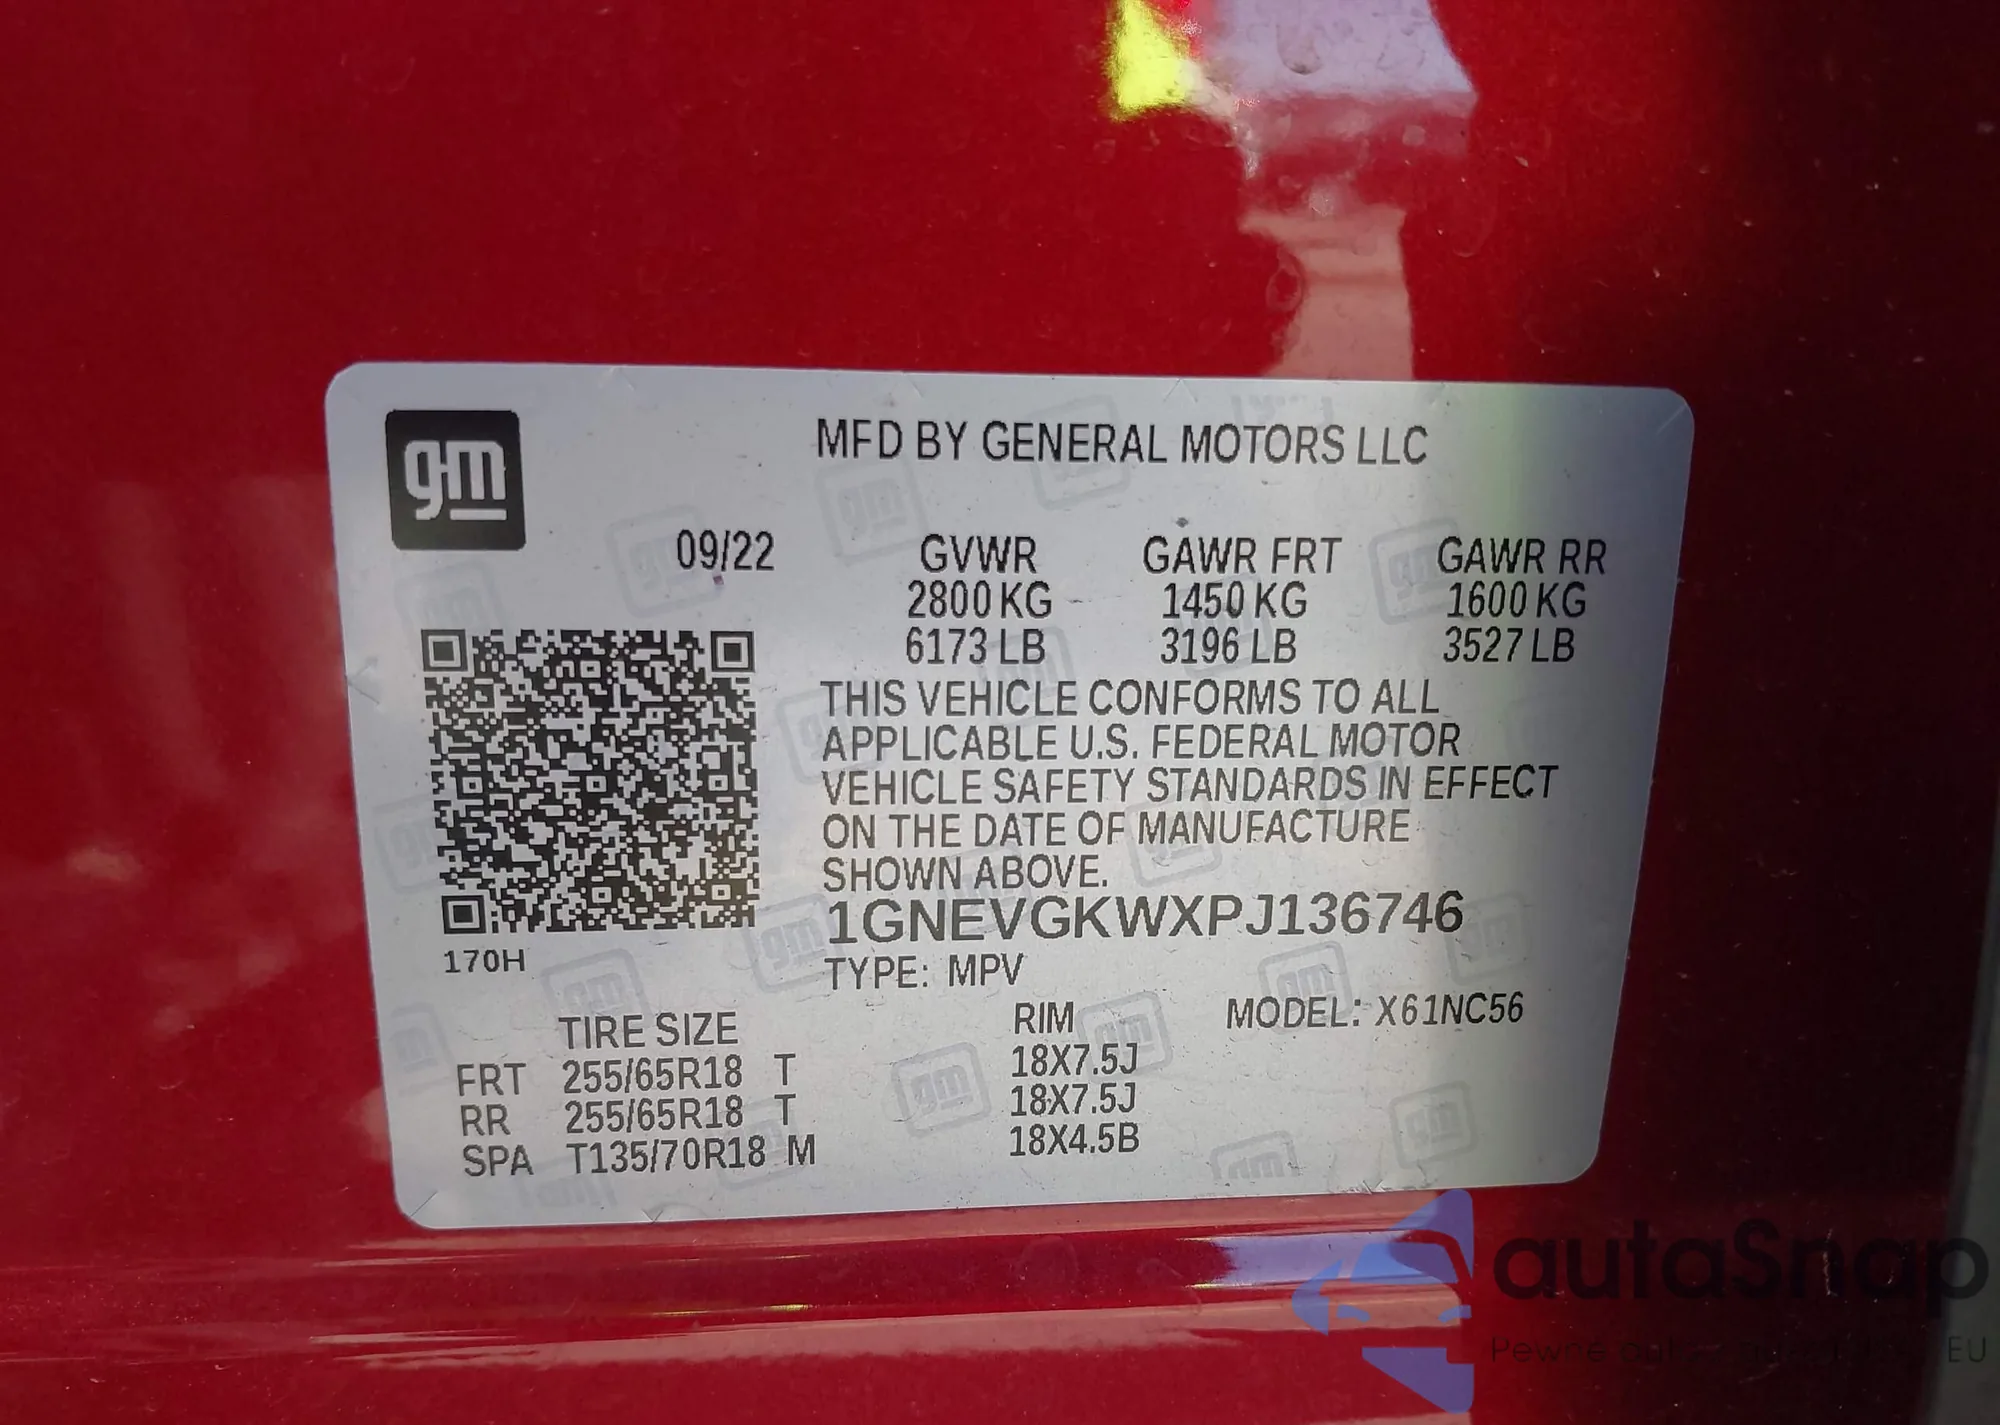 gm
MFD BY GENERAL MOTORS LLC
09/22 GVWR GAWR FRT GAWR RR
2800 KG 1450 KG 1600 KG
6173 LB 3196 LB 3527 LB
THIS VEHICLE CONFORMS TO ALL
APPLICABLE U.S. FEDERAL MOTOR
VEHICLE SAFETY STANDARDS IN EFFECT
ON THE DATE OF MANUFACTURE
SHOWN ABOVE.
1GNEVGKWXPJ136746
170H
TYPE: MPV
TIRE SIZE RIM MODEL: X61NC56
FRT 255/65R18 T 18X7.5J
RR 255/65R18 T 18X7.5J
SPA T135/70R18 M 18X4.5B
autaSnap
Pewne auta EU